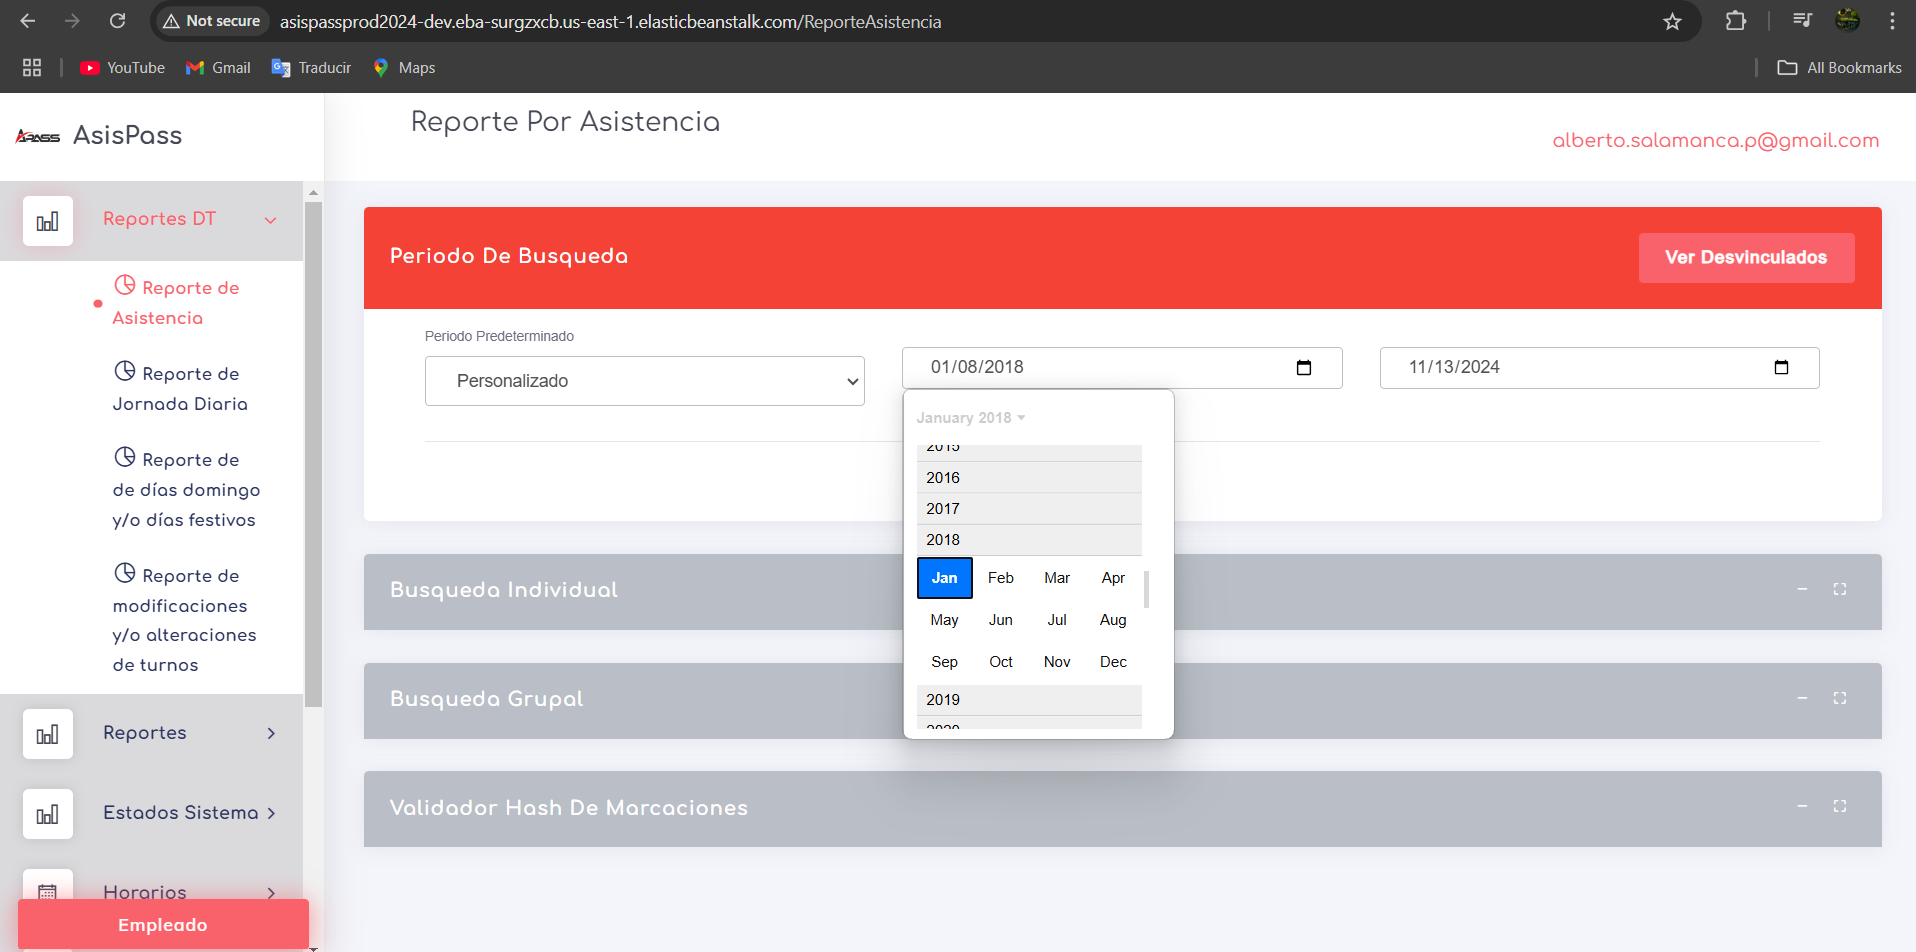 Not secure
asispassprod2024-dev.eba-surgzxcb.us-east-1.elasticbeanstalk.com/ReporteAsistencia
YouTube
Gmail
Traducir
Maps
All Bookmarks
APASS
AsisPass
Reporte Por Asistencia
alberto.salamanca.p@gmail.com
Reportes DT
Reporte de
Asistencia
Reporte de
Jornada Diaria
Reporte de
de días domingo
y/o días festivos
Reporte de
modificaciones
y/o alteraciones
de turnos
Reportes
Estados Sistema
Horarios
Empleado
Periodo De Busqueda
Ver Desvinculados
Periodo Predeterminado
Personalizado
01/08/2018
11/13/2024
January 2018
2015
2016
2017
2018
Jan Feb Mar Apr
May Jun Jul Aug
Sep Oct Nov Dec
2019
2020
Busqueda Individual
Busqueda Grupal
Validador Hash De Marcaciones